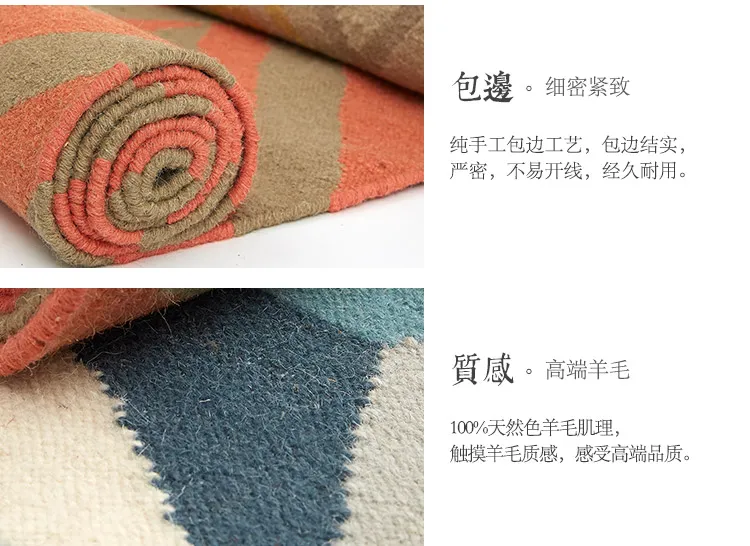 包邊。细密紧致
纯手工包边工艺，包边结实，
严密，不易开线，经久耐用。
質感。高端羊毛
100%天然色羊毛肌理，
触摸羊毛质感，感受高端品质。